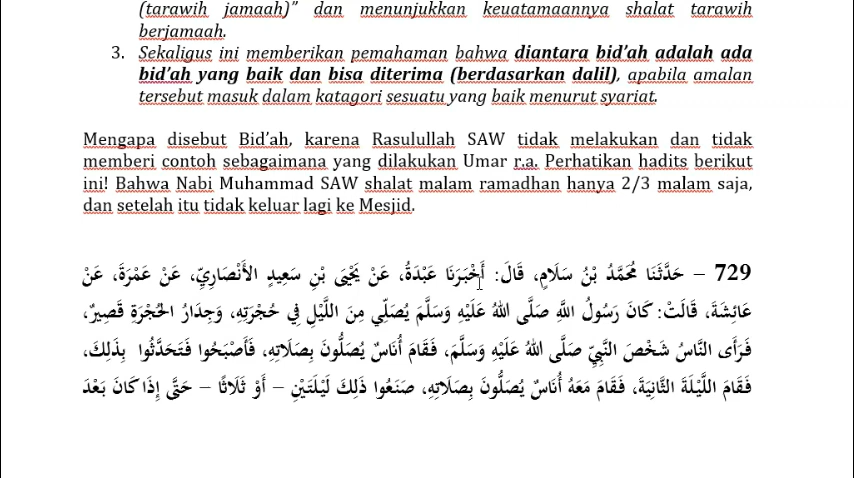 (tarawih jamaah)” dan menunjukkan keuatamaannya shalat tarawih
berjamaah.
3. Sekaligus ini memberikan pemahaman bahwa diantara bid’ah adalah ada
bid’ah yang baik dan bisa diterima (berdasarkan dalil), apabila amalan
tersebut masuk dalam katagori sesuatu yang baik menurut syariat.
Mengapa disebut Bid’ah, karena Rasulullah SAW tidak melakukan dan tidak
memberi contoh sebagaimana yang dilakukan Umar r.a. Perhatikan hadits berikut
ini! Bahwa Nabi Muhammad SAW shalat malam ramadhan hanya 2/3 malam saja,
dan setelah itu tidak keluar lagi ke Mesjid.
729 – حَدَّثَنَا مُحَمَّدُ بْنُ سَلَامٍ، قَالَ: أَخْبَرَنَا عَبْدَةُ، عَنْ يَحْيَى بْنِ سَعِيدٍ الأَنْصَارِيِّ، عَنْ عَمْرَةَ، عَنْ
عَائِشَةَ، قَالَتْ: كَانَ رَسُولُ اللَّهِ صَلَّى اللهُ عَلَيْهِ وَسَلَّمَ يُصَلِّي مِنَ اللَّيْلِ فِي حُجْرَتِهِ، وَجِدَارُ الْحُجْرَةِ قَصِيرٌ،
فَرَأَى النَّاسُ شَخْصَ النَّبِيِّ صَلَّى اللهُ عَلَيْهِ وَسَلَّمَ، فَقَامَ أُنَاسٌ يُصَلُّونَ بِصَلَاتِهِ، فَأَصْبَحُوا فَتَحَدَّثُوا بِذَلِكَ،
فَقَامَ اللَّيْلَةَ الثَّانِيَةَ، فَقَامَ مَعَهُ أُنَاسٌ يُصَلُّونَ بِصَلَاتِهِ، صَنَعُوا ذَلِكَ لَيْلَتَيْنِ – أَوْ ثَلَاثًا – حَتَّى إِذَا كَانَ بَعْدَ